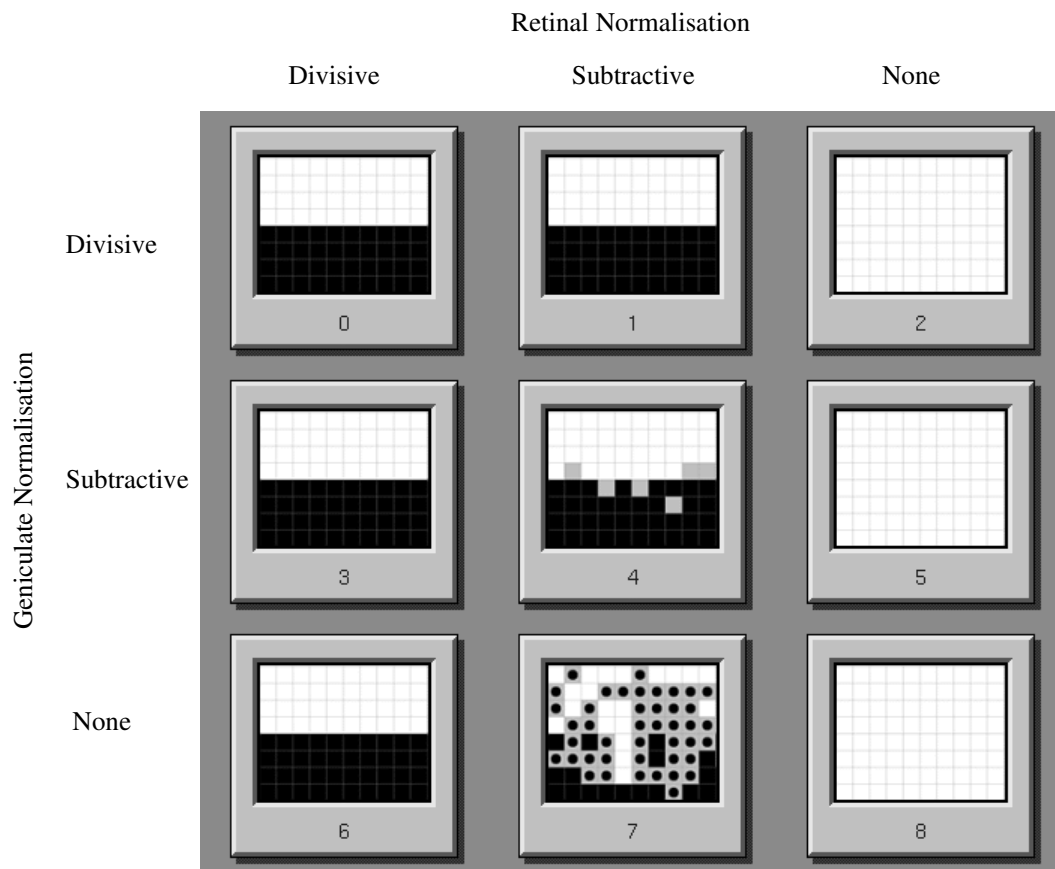 Retinal Normalisation
Divisive Subtractive None
Geniculate Normalisation
Divisive
0 1 2
Subtractive
3 4 5
None
6 7 8